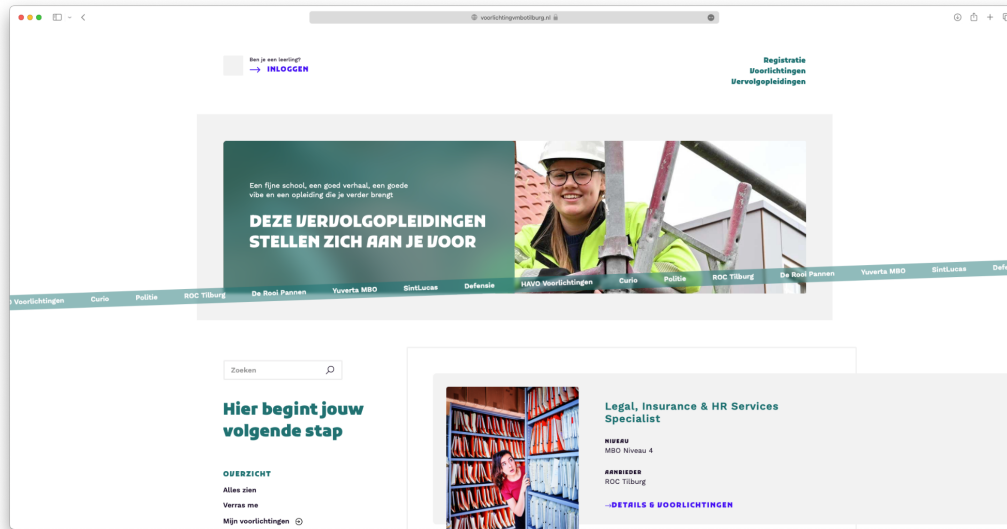 voorlichtingvmbotilburg.nl
Ben je een leerling?
→ INLOGGEN
Registratie
Voorlichtingen
Vervolgopleidingen
Een fijne school, een goed verhaal, een goede
vibe en een opleiding die je verder brengt
DEZE VERVOLGOPLEIDINGEN
STELLEN ZICH AAN JE VOOR
Voorlichtingen Curio Politie ROC Tilburg De Rooi Pannen Yuverta MBO SintLucas Defensie HAVO Voorlichtingen Curio Politie ROC Tilburg De Rooi Pannen Yuverta MBO SintLucas
Zoeken
Hier begint jouw
volgende stap
OVERZICHT
Alles zien
Verras me
Mijn voorlichtingen
Legal, Insurance & HR Services
Specialist
NIVEAU
MBO Niveau 4
AANBIEDER
ROC Tilburg
→DETAILS & VOORLICHTINGEN